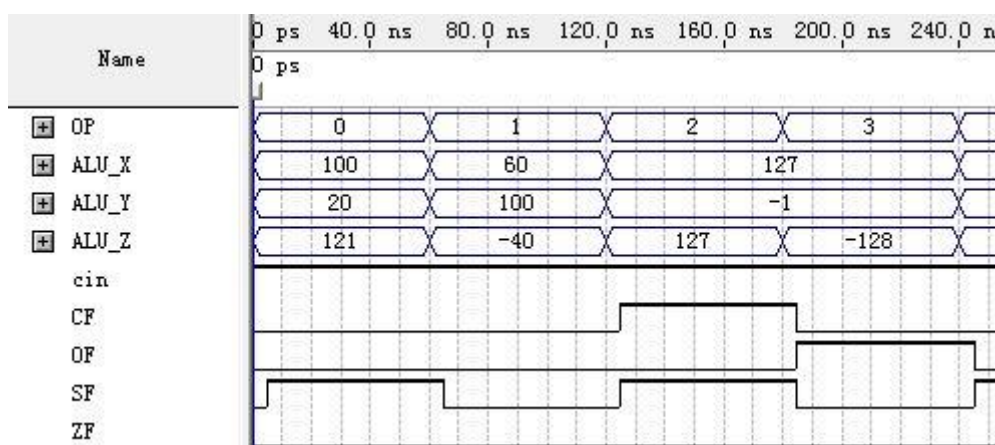 Name
0 ps 40.0 ns 80.0 ns 120.0 ns 160.0 ns 200.0 ns 240.0 n
0 ps
OP 0 1 2 3
ALU_X 100 60 127
ALU_Y 20 100 -1
ALU_Z 121 -40 127 -128
cin
CF
OF
SF
ZF